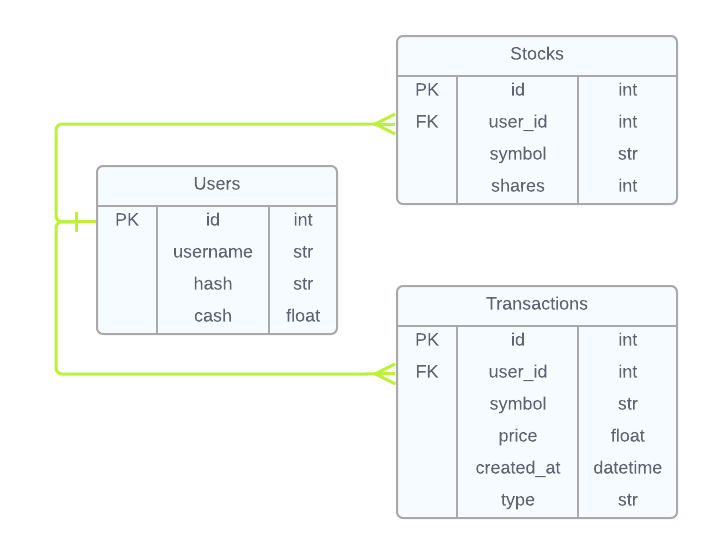 Stocks
PK id int
FK user_id int
symbol str
shares int
Users
PK id int
username str
hash str
cash float
Transactions
PK id int
FK user_id int
symbol str
price float
created_at datetime
type str